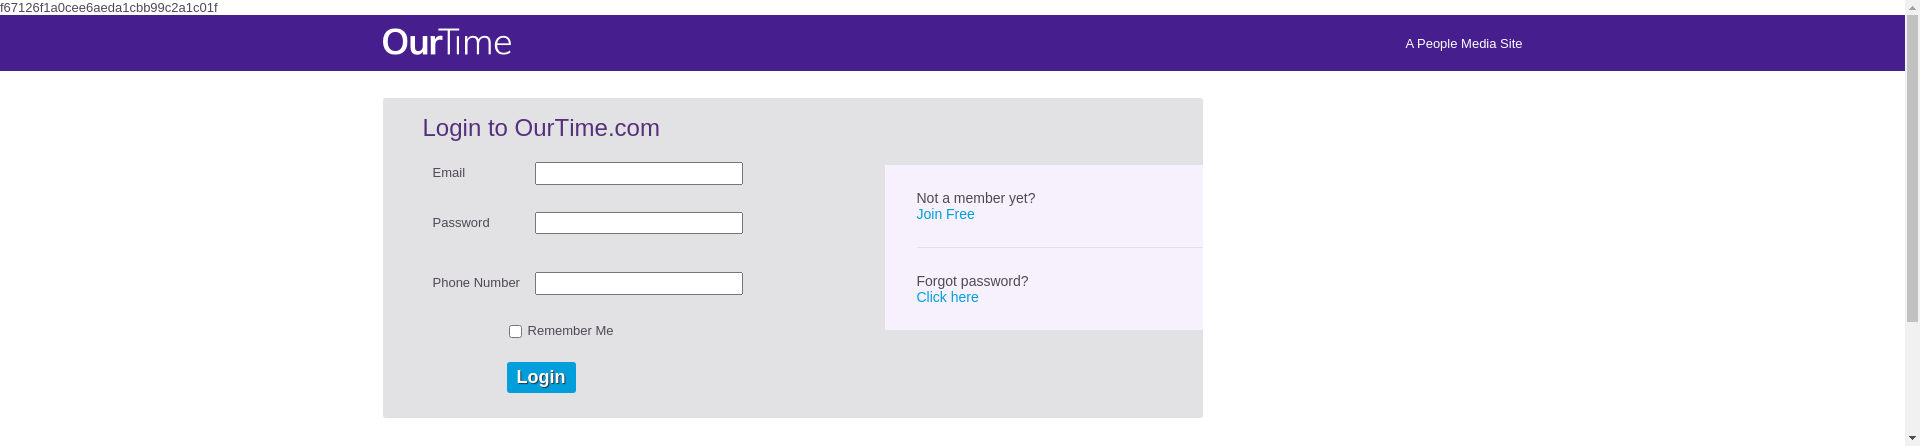 f67126f1a0cee6aeda1cbb99c2a1c01f
OurTime
A People Media Site
Login to OurTime.com
Email
Password
Phone Number
Remember Me
Login
Not a member yet?
Join Free
Forgot password?
Click here